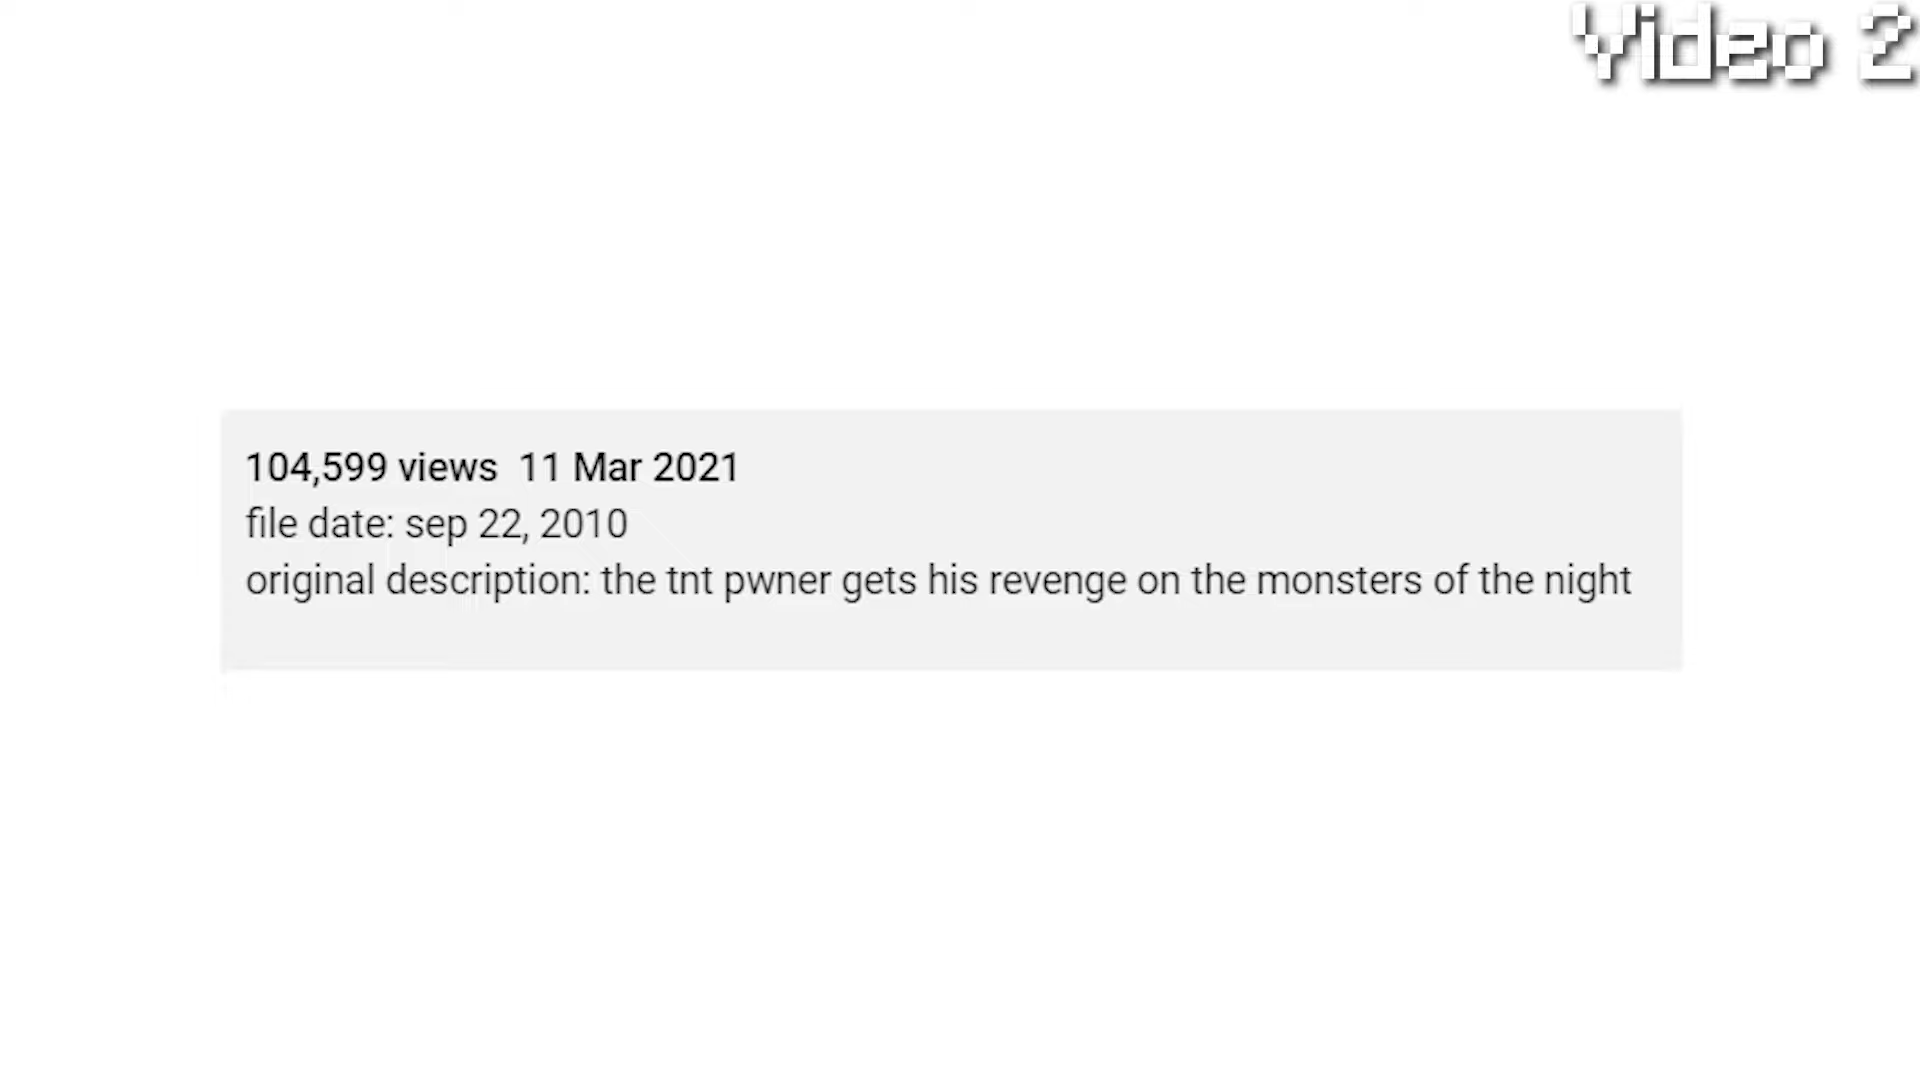 Video 2
104,599 views  11 Mar 2021
file date: sep 22, 2010
original description: the tnt pwner gets his revenge on the monsters of the night